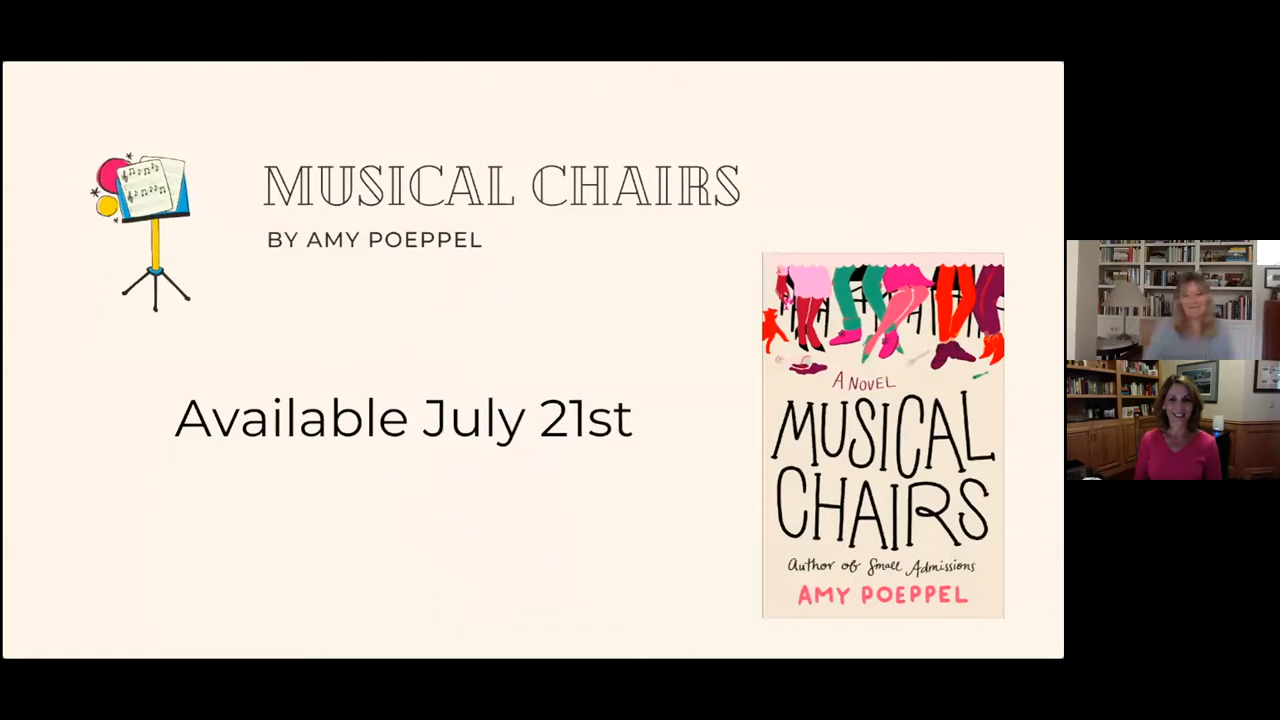 MUSICAL CHAIRS
BY AMY POEPPEL
Available July 21st
A NOVEL
MUSICAL
CHAIRS
Author of Small Admissions
AMY POEPPEL